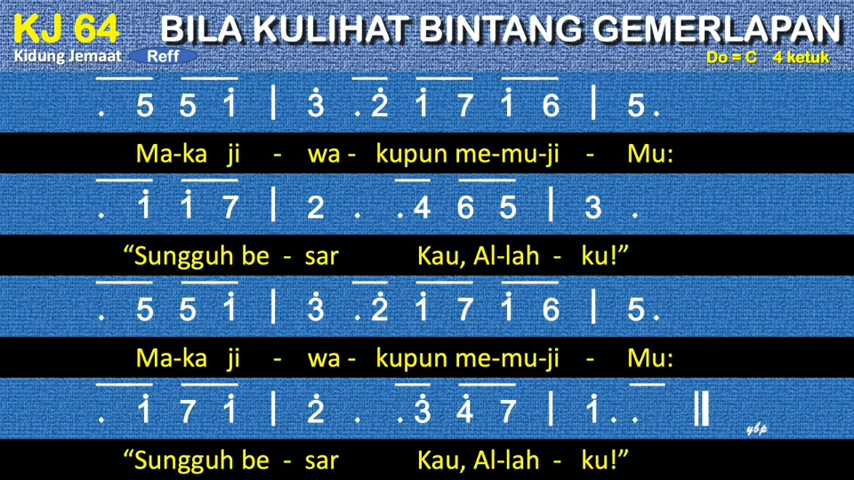 KJ 64 BILA KULIHAT BINTANG GEMERLAPAN
Kidung Jemaat Reff Do = C 4 ketuk
. 5 5 1̇ | 3̇ . 2̇ 1̇ 7 1̇ 6 | 5 .
Ma-ka ji - wa - kupun me-mu-ji - Mu:
. 1̇ 1̇ 7 | 2 . . 4 6 5 | 3 .
“Sungguh be - sar Kau, Al-lah - ku!”
. 5 5 1̇ | 3̇ . 2̇ 1̇ 7 1̇ 6 | 5 .
Ma-ka ji - wa - kupun me-mu-ji - Mu:
. 1̇ 7 1̇ | 2̇ . . 3̇ 4̇ 7 | 1̇ . . ||
ybp
“Sungguh be - sar Kau, Al-lah - ku!”